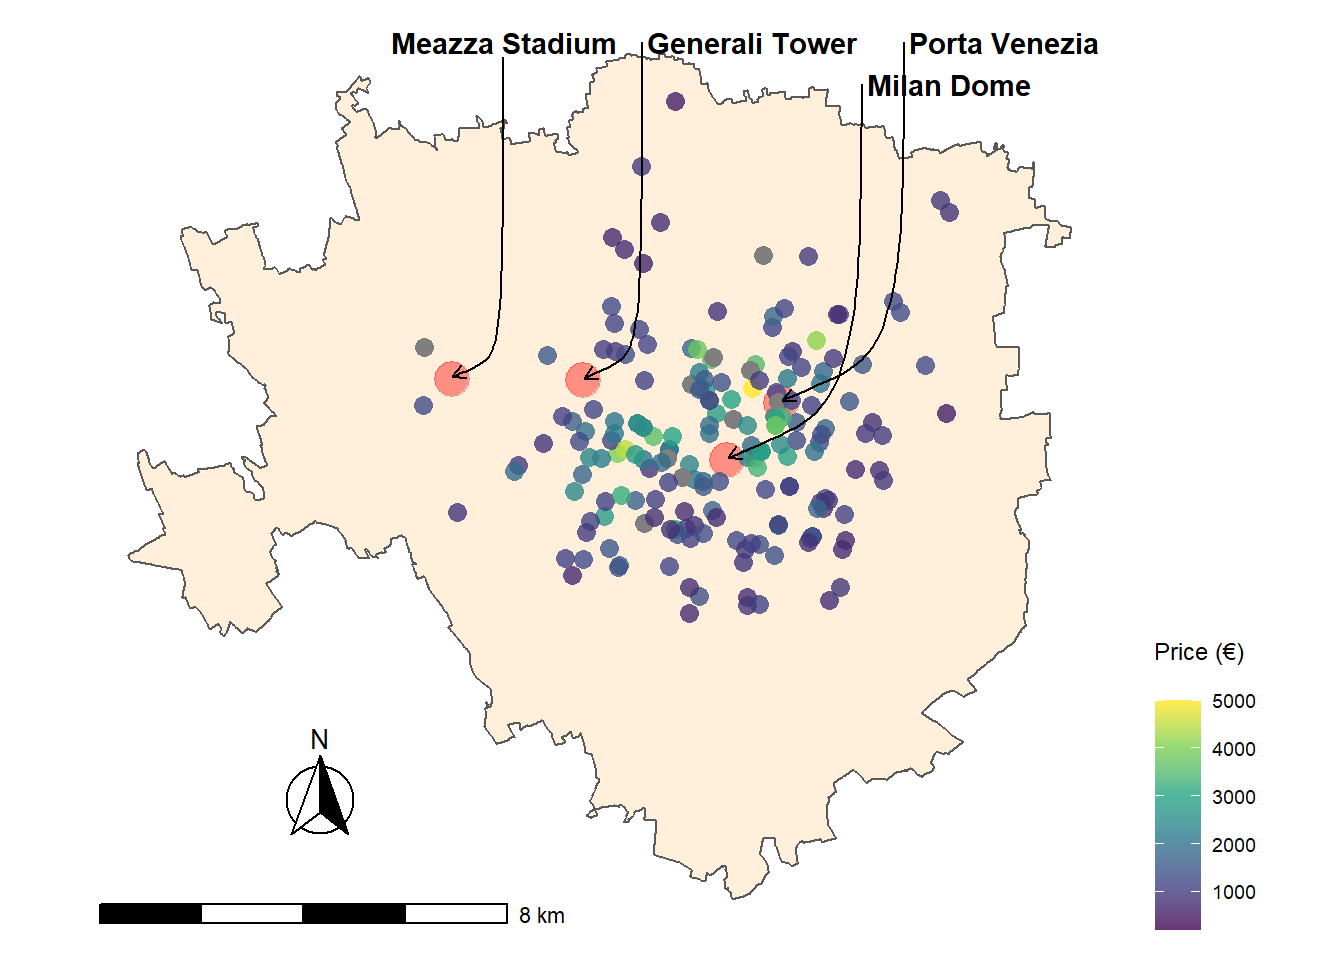 Meazza Stadium
Generali Tower
Porta Venezia
Milan Dome
Price (€)
5000
4000
3000
2000
1000
N
8 km